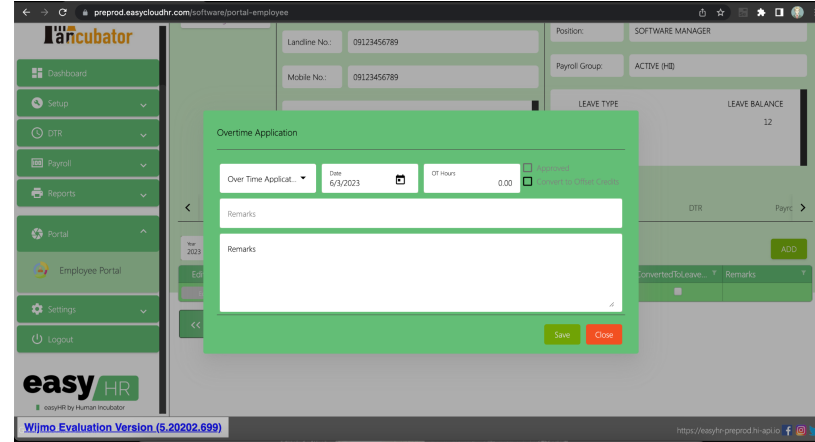 preprod.easycloudhr.com/software/portal-employee
ancubator
Dashboard
Setup
DTR
Payroll
Reports
Portal
Employee Portal
Settings
Logout
easy HR
easyHR by Human Incubator
Landline No.: 09123456789
Mobile No.: 09123456789
Position: SOFTWARE MANAGER
Payroll Group: ACTIVE (HII)
LEAVE TYPE LEAVE BALANCE
12
Overtime Application
Over Time Applicat...
Date
6/3/2023
OT Hours
0.00
Approved
Convert to Offset Credits
Remarks
Remarks
Save Close
DTR
Year
2023
ADD
Edi
ConvertedToLeave... Remarks
<<
Wijmo Evaluation Version (5.20202.699)
https://easyhr-preprod.hi-api.io